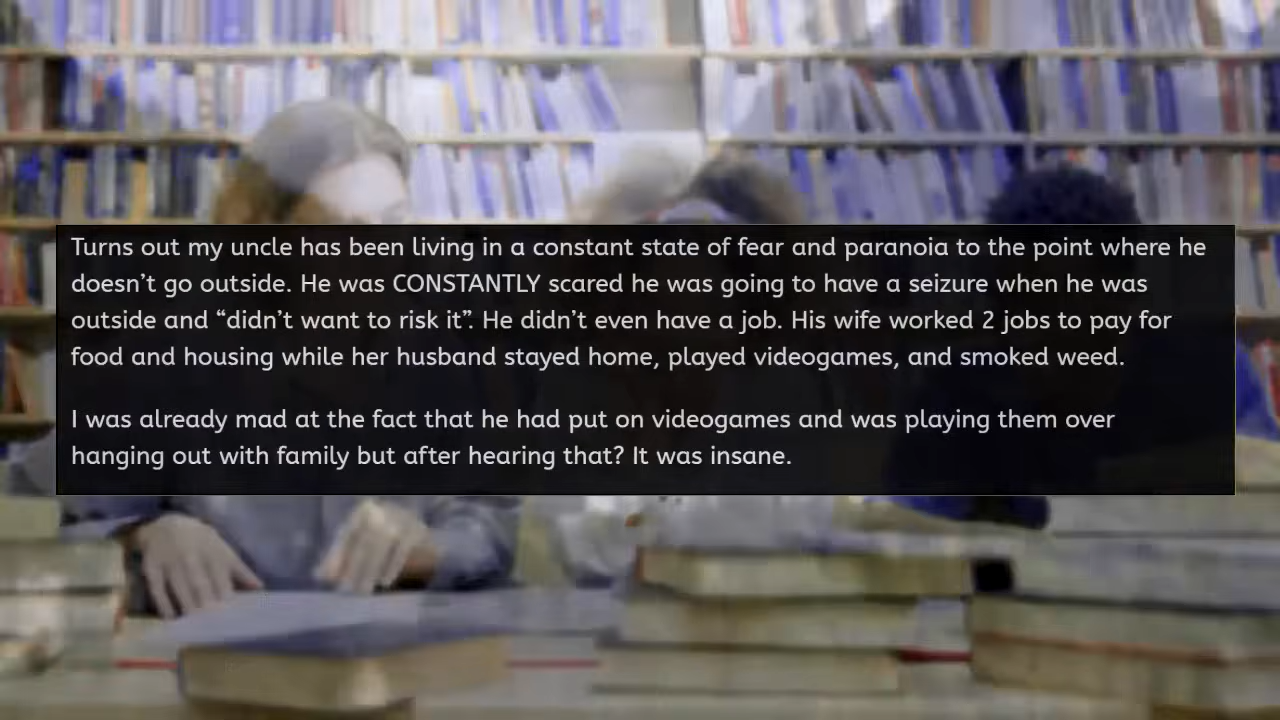 Turns out my uncle has been living in a constant state of fear and paranoia to the point where he
doesn’t go outside. He was CONSTANTLY scared he was going to have a seizure when he was
outside and “didn’t want to risk it”. He didn’t even have a job. His wife worked 2 jobs to pay for
food and housing while her husband stayed home, played videogames, and smoked weed.
I was already mad at the fact that he had put on videogames and was playing them over
hanging out with family but after hearing that? It was insane.